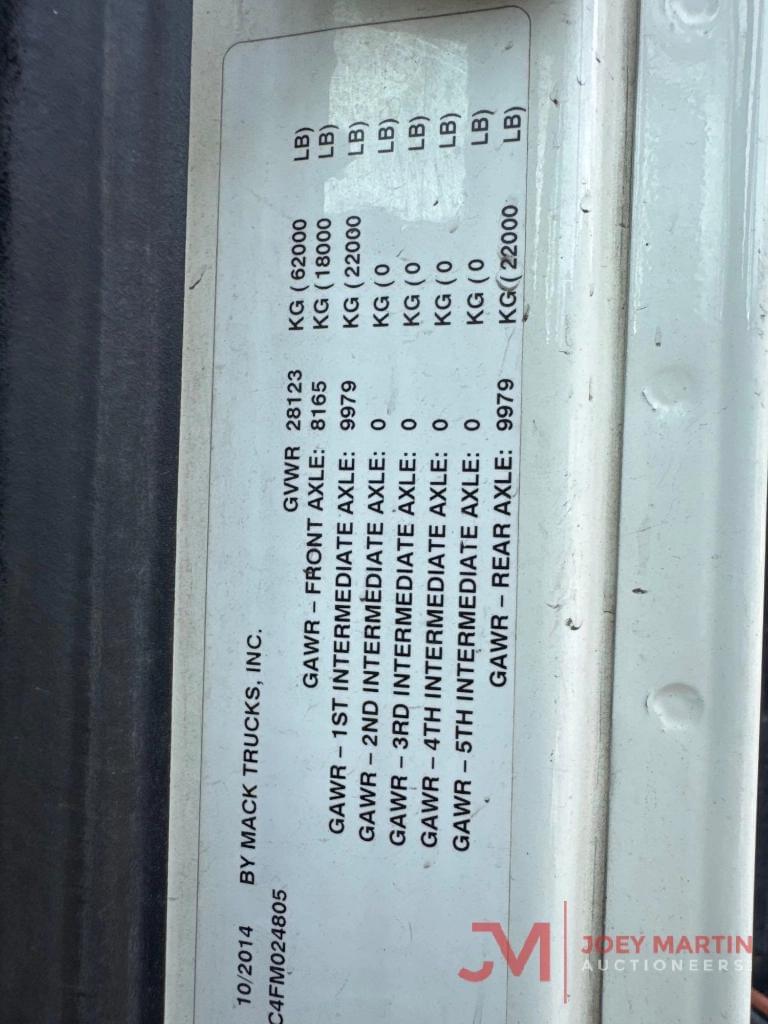 10/2014 BY MACK TRUCKS, INC.
C4FM024805
GVWR 28123 KG (62000 LB)
GAWR – FRONT AXLE: 8165 KG (18000 LB)
GAWR – 1ST INTERMEDIATE AXLE: 9979 KG (22000 LB)
GAWR – 2ND INTERMEDIATE AXLE: 0 KG (0 LB)
GAWR – 3RD INTERMEDIATE AXLE: 0 KG (0 LB)
GAWR – 4TH INTERMEDIATE AXLE: 0 KG (0 LB)
GAWR – 5TH INTERMEDIATE AXLE: 0 KG (0 LB)
GAWR – REAR AXLE: 9979 KG (22000 LB)
JM
JOEY MARTIN
AUCTIONEERS